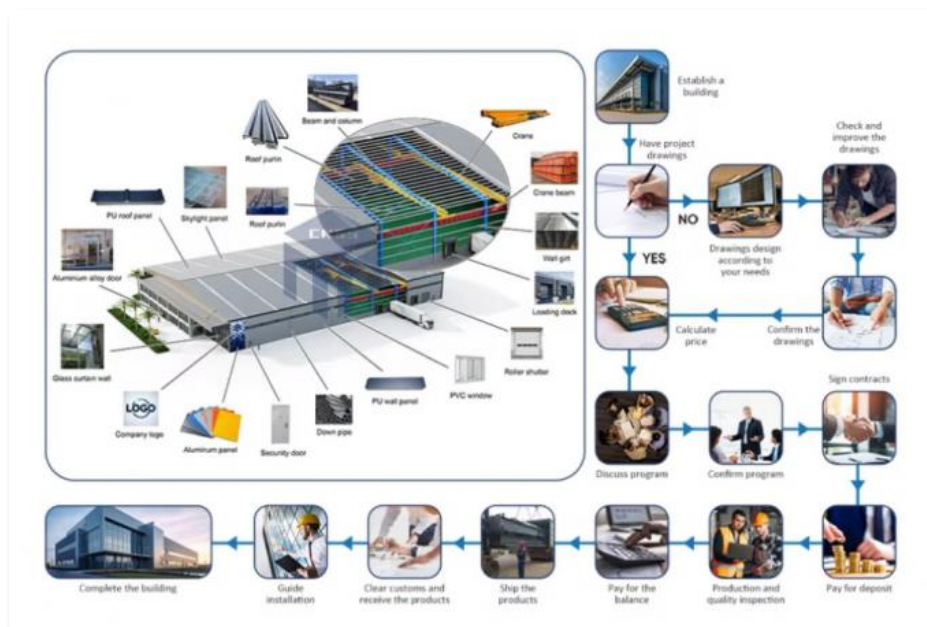 Beam and column
Crane
Roof purlin
Crane beam
PU roof panel
Skylight panel
Roof purlin
Wall girt
Aluminum alloy door
Loading dock
Glass curtain wall
Roller shutter
PVC window
PU wall panel
LOGO
Company logo
Down pipe
Aluminum panel
Security door
Establish a
building
Have project
drawings
Check and
improve the
drawings
NO
Drawings design
according to
your needs
YES
Calculate
price
Confirm the
drawings
Sign contracts
Discuss program
Confirm program
Complete the building
Guide
installation
Clear customs and
receive the products
Ship the
products
Pay for the
balance
Production and
quality inspection
Pay for deposit